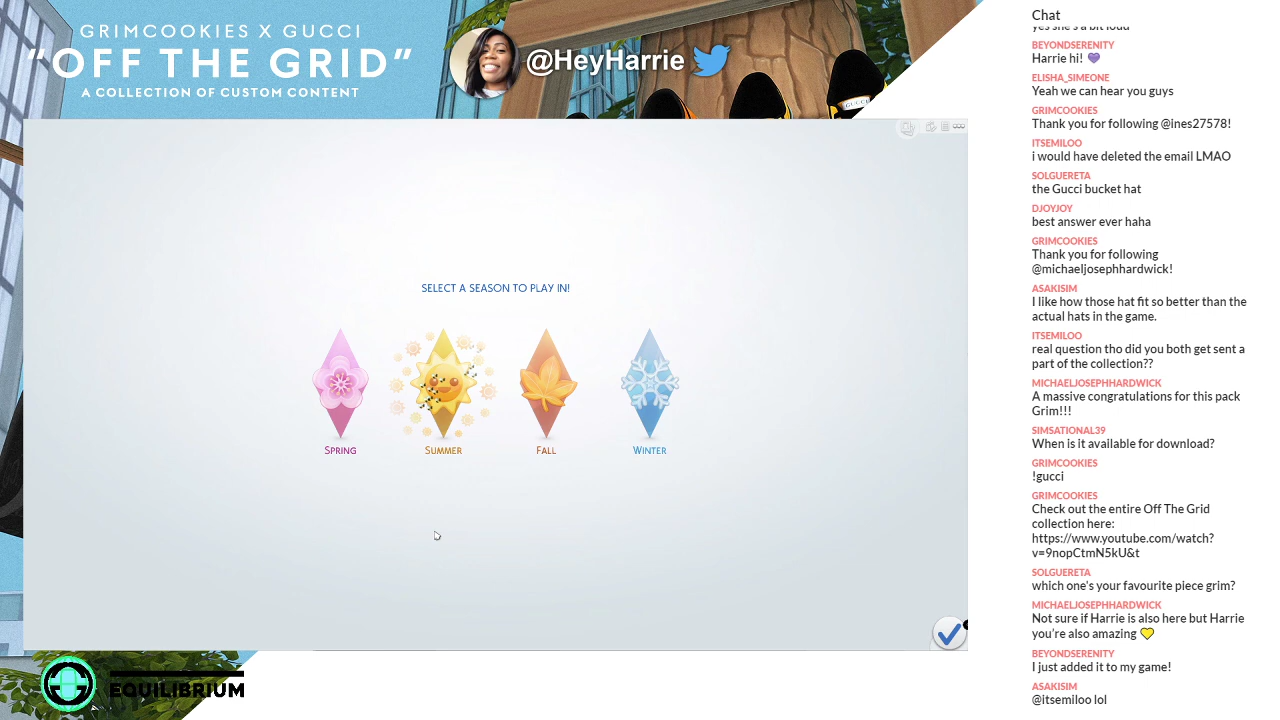 GRIMCOOKIES X GUCCI
“OFF THE GRID”
A COLLECTION OF CUSTOM CONTENT
@HeyHarrie
GUCCI
SELECT A SEASON TO PLAY IN!
SPRING
SUMMER
FALL
WINTER
EQUILIBRIUM
Chat
yes she's a bit loud
BEYONDSERENITY
Harrie hi! 💜
ELISHA_SIMEONE
Yeah we can hear you guys
GRIMCOOKIES
Thank you for following @ines27578!
ITSEMILOO
i would have deleted the email LMAO
SOLGUERETA
the Gucci bucket hat
DJOYJOY
best answer ever haha
GRIMCOOKIES
Thank you for following
@michaeljosephhardwick!
ASAKISIM
I like how those hat fit so better than the
actual hats in the game.
ITSEMILOO
real question tho did you both get sent a
part of the collection??
MICHAELJOSEPHHARDWICK
A massive congratulations for this pack
Grim!!!
SIMSATIONAL39
When is it available for download?
GRIMCOOKIES
!gucci
GRIMCOOKIES
Check out the entire Off The Grid
collection here:
https://www.youtube.com/watch?
v=9nopCtmN5kU&t
SOLGUERETA
which one's your favourite piece grim?
MICHAELJOSEPHHARDWICK
Not sure if Harrie is also here but Harrie
you're also amazing 💛
BEYONDSERENITY
I just added it to my game!
ASAKISIM
@itsemiloo lol